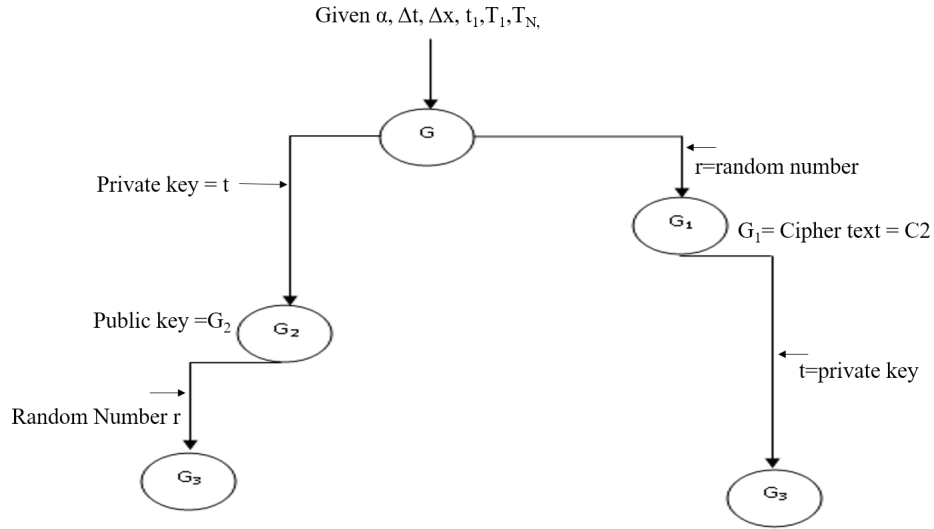 Given α, Δt, Δx, t₁,T₁,T_N,
G
r=random number
Private key = t
G₁
G₁= Cipher text = C2
Public key =G₂
G₂
t=private key
Random Number r
G₃
G₃